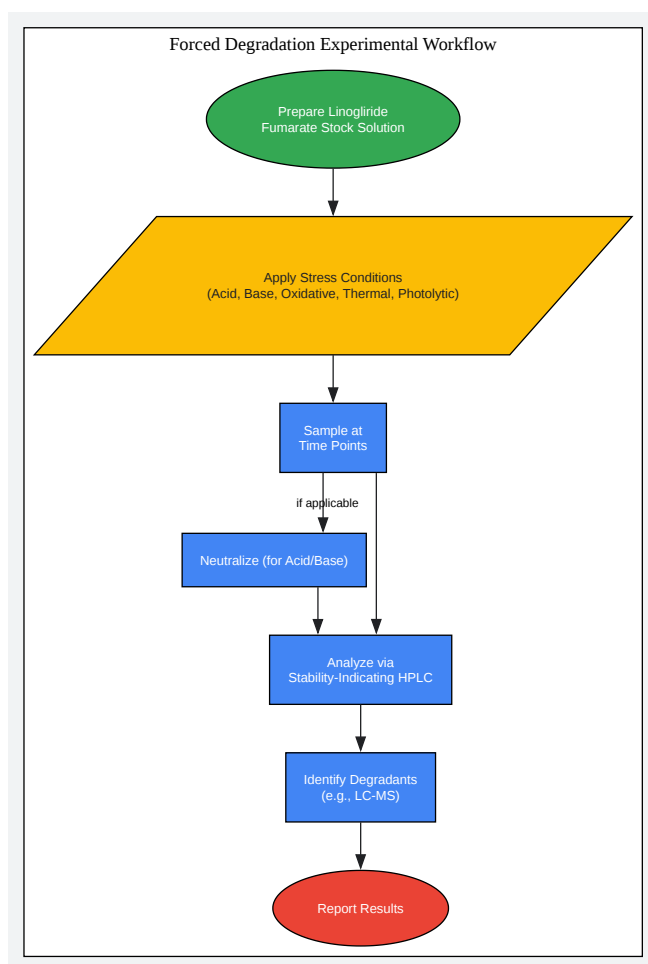 Forced Degradation Experimental Workflow
Prepare Linogliride
Fumarate Stock Solution
Apply Stress Conditions
(Acid, Base, Oxidative, Thermal, Photolytic)
Sample at
Time Points
if applicable
Neutralize (for Acid/Base)
Analyze via
Stability-Indicating HPLC
Identify Degradants
(e.g., LC-MS)
Report Results